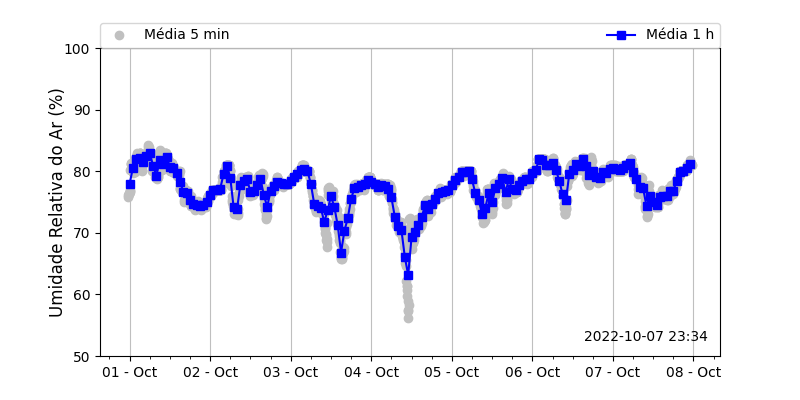 Média 5 min
Média 1 h
Umidade Relativa do Ar (%)
100
90
80
70
60
50
2022-10-07 23:34
01 - Oct
02 - Oct
03 - Oct
04 - Oct
05 - Oct
06 - Oct
07 - Oct
08 - Oct